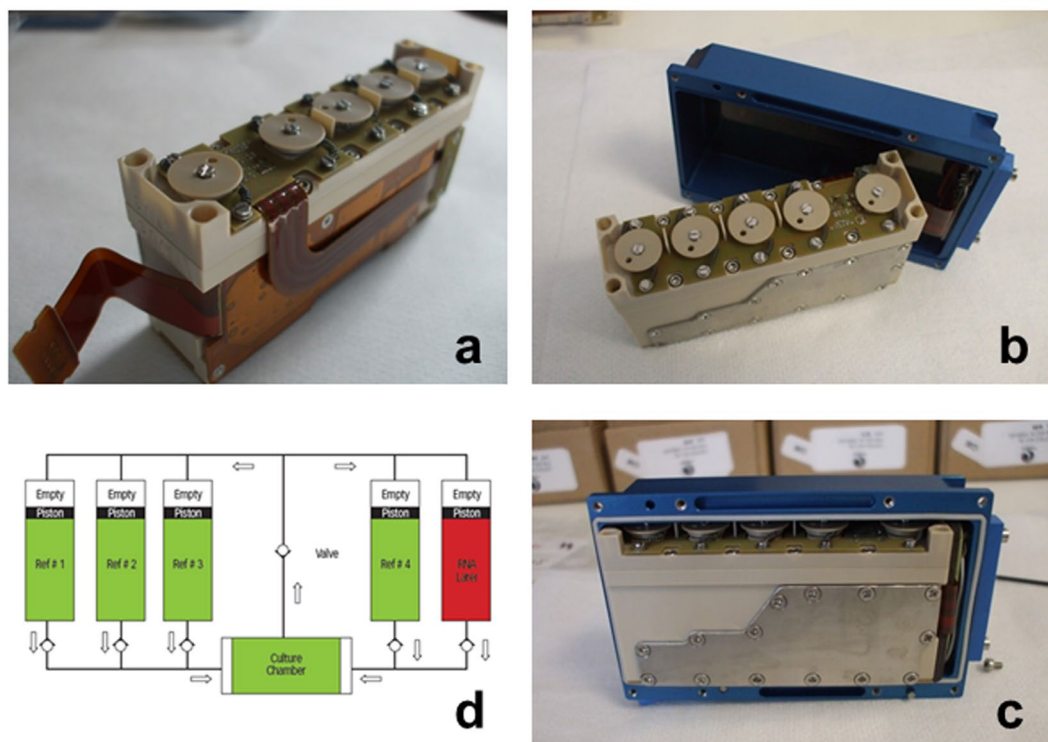 a
b
Empty
Empty
Empty
Empty
Empty
Piston
Piston
Piston
Piston
Piston
Ref # 1
Ref # 2
Ref # 3
Valve
Ref # 4
RNA
Later
Culture
Chamber
d
c